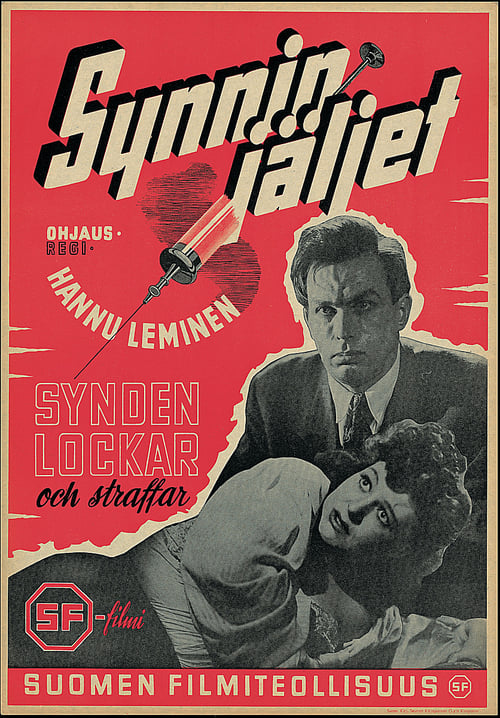 Synnin
jäljet
OHJAUS·
REGI·
HANNU LEMINEN
SYNDEN
LOCKAR
och straffar
SF-filmi
SUOMEN FILMITEOLLISUUS SF